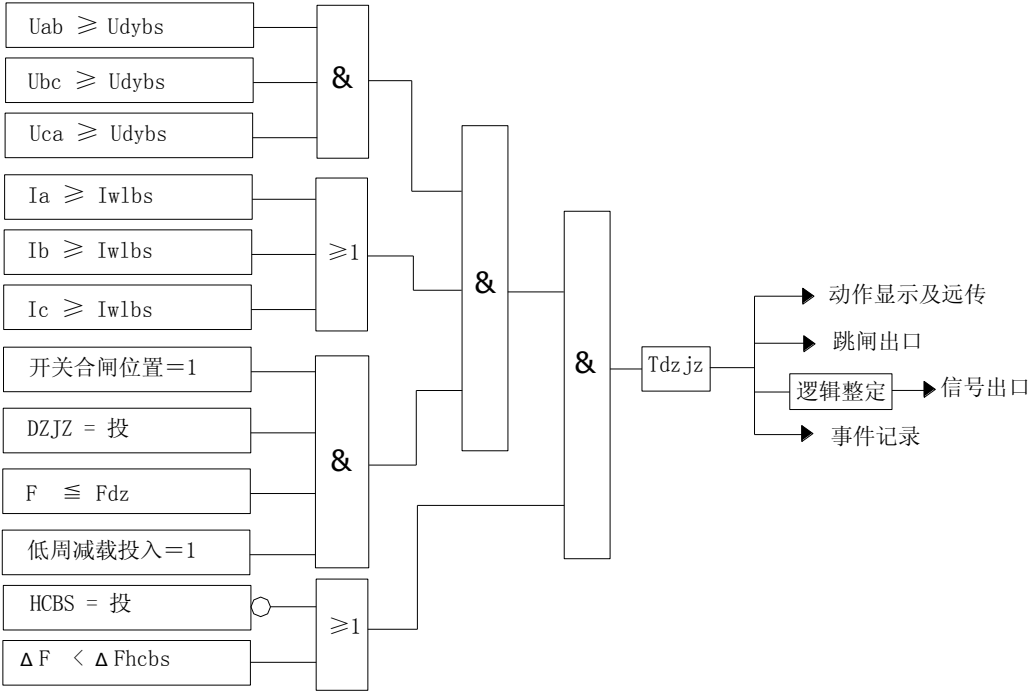 Uab ≥ Udybs
Ubc ≥ Udybs
Uca ≥ Udybs
&
Ia ≥ Iwlbs
Ib ≥ Iwlbs
Ic ≥ Iwlbs
≥1
开关合闸位置=1
DZJZ = 投
F ≦ Fdz
低周减载投入=1
&
HCBS = 投
ΔF < ΔFhcbs
≥1
&
&
Tdzjz
动作显示及远传
跳闸出口
逻辑整定
信号出口
事件记录